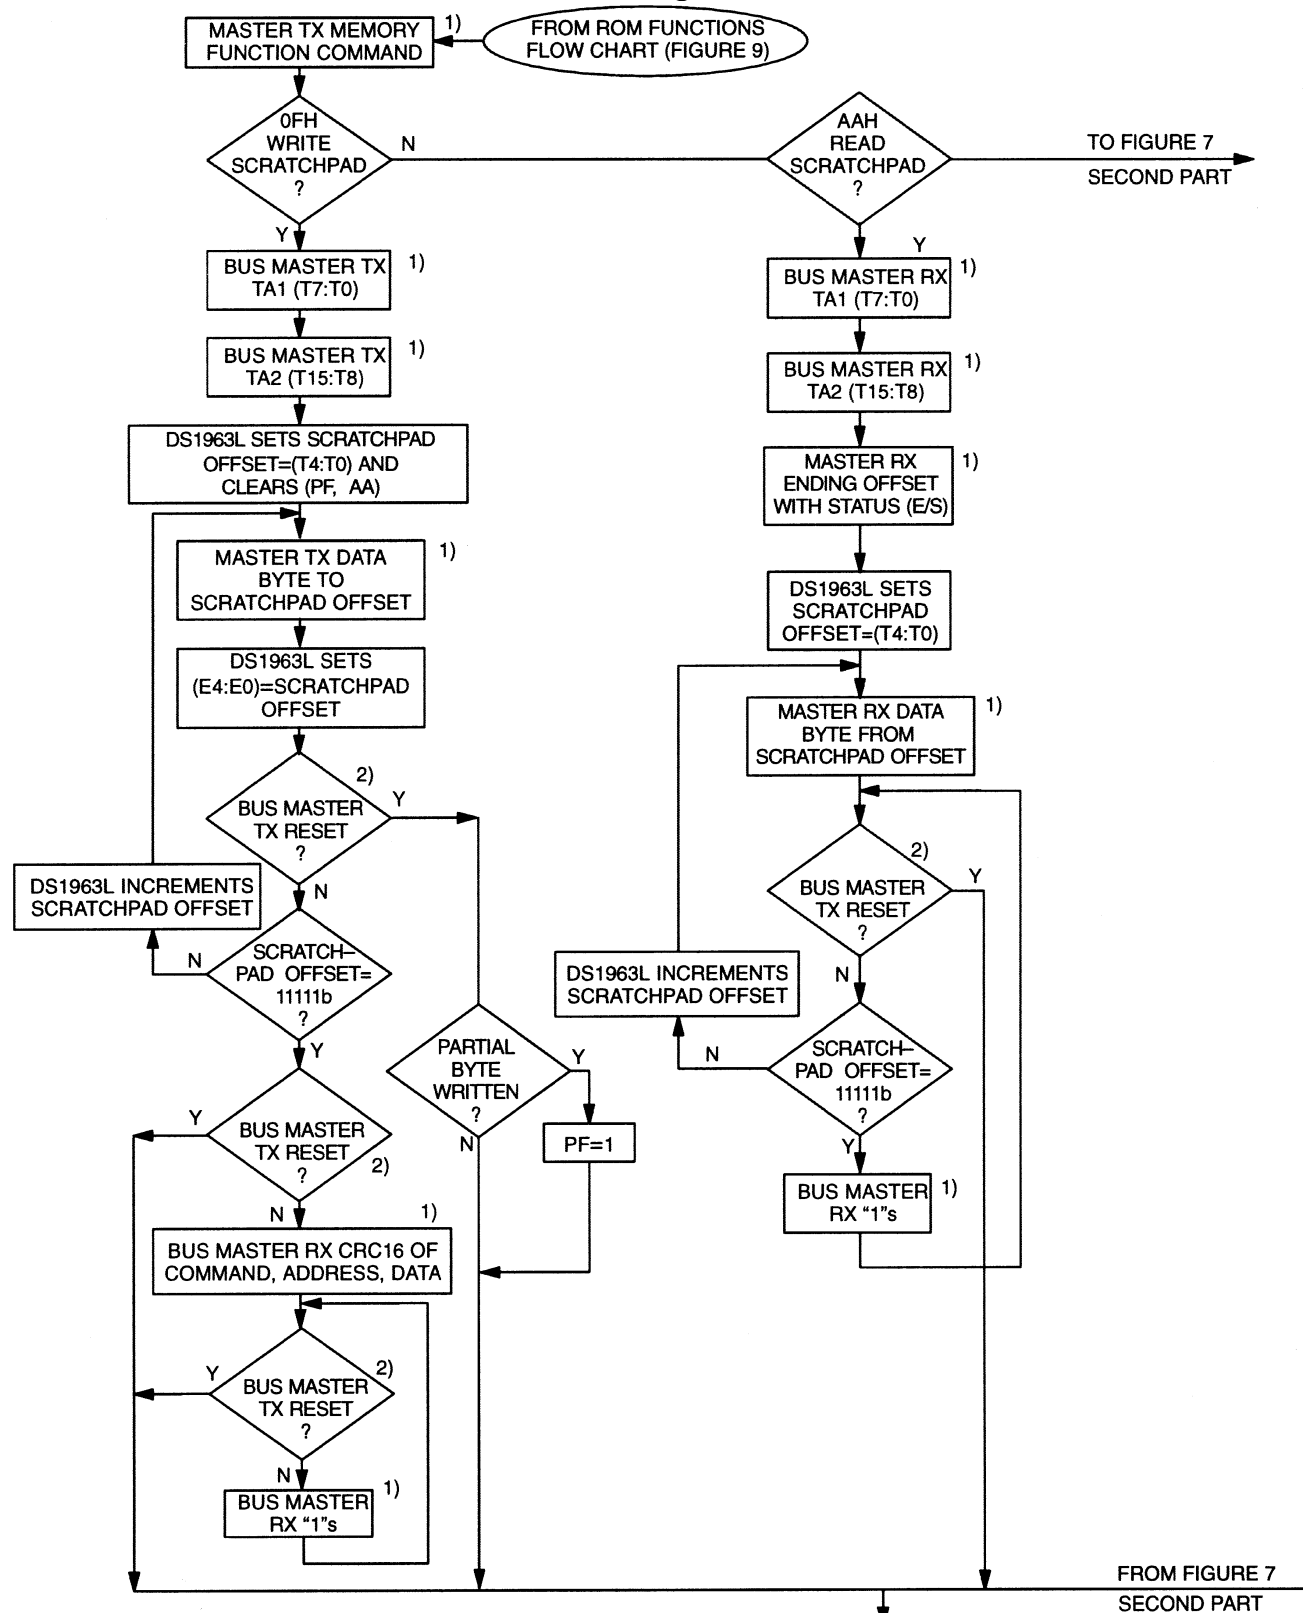 MASTER TX MEMORY
FUNCTION COMMAND
1)
FROM ROM FUNCTIONS
FLOW CHART (FIGURE 9)
0FH
WRITE
SCRATCHPAD
?
N
Y
AAH
READ
SCRATCHPAD
?
Y
TO FIGURE 7
SECOND PART
BUS MASTER TX
TA1 (T7:T0)
1)
BUS MASTER TX
TA2 (T15:T8)
1)
DS1963L SETS SCRATCHPAD
OFFSET=(T4:T0) AND
CLEARS (PF, AA)
MASTER TX DATA
BYTE TO
SCRATCHPAD OFFSET
1)
DS1963L SETS
(E4:E0)=SCRATCHPAD
OFFSET
BUS MASTER
TX RESET
?
2)
Y
N
DS1963L INCREMENTS
SCRATCHPAD OFFSET
SCRATCH–
PAD OFFSET=
11111b
?
N
Y
PARTIAL
BYTE
WRITTEN
?
Y
N
PF=1
BUS MASTER
TX RESET
?
2)
Y
N
BUS MASTER RX CRC16 OF
COMMAND, ADDRESS, DATA
1)
BUS MASTER
TX RESET
?
2)
Y
N
BUS MASTER
RX “1”s
1)
BUS MASTER RX
TA1 (T7:T0)
1)
BUS MASTER RX
TA2 (T15:T8)
1)
MASTER RX
ENDING OFFSET
WITH STATUS (E/S)
1)
DS1963L SETS
SCRATCHPAD
OFFSET=(T4:T0)
MASTER RX DATA
BYTE FROM
SCRATCHPAD OFFSET
1)
BUS MASTER
TX RESET
?
2)
Y
N
DS1963L INCREMENTS
SCRATCHPAD OFFSET
SCRATCH–
PAD OFFSET=
11111b
?
N
Y
BUS MASTER
RX “1”s
1)
FROM FIGURE 7
SECOND PART